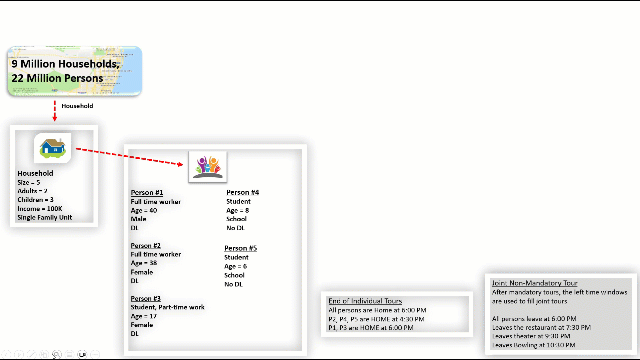 9 Million Households,
22 Million Persons
Household
Household
Size = 5
Adults = 2
Children = 3
Income = 100K
Single Family Unit
Person #1
Full time worker
Age = 40
Male
DL
Person #2
Full time worker
Age = 38
Female
DL
Person #3
Student, Part-time work
Age = 17
Female
DL
Person #4
Student
Age = 8
School
No DL
Person #5
Student
Age = 6
School
No DL
End of Individual Tours
All persons are Home at 6:00 PM
P2, P4, P5 are HOME at 4:30 PM
P1, P3 are HOME at 6:00 PM
Joint Non-Mandatory Tour
After mandatory tours, the left time windows
are used to fill joint tours
All persons leave at 6:00 PM
Leaves the restaurant at 7:30 PM
Leaves theater at 9:30 PM
Leaves Bowling at 10:30 PM